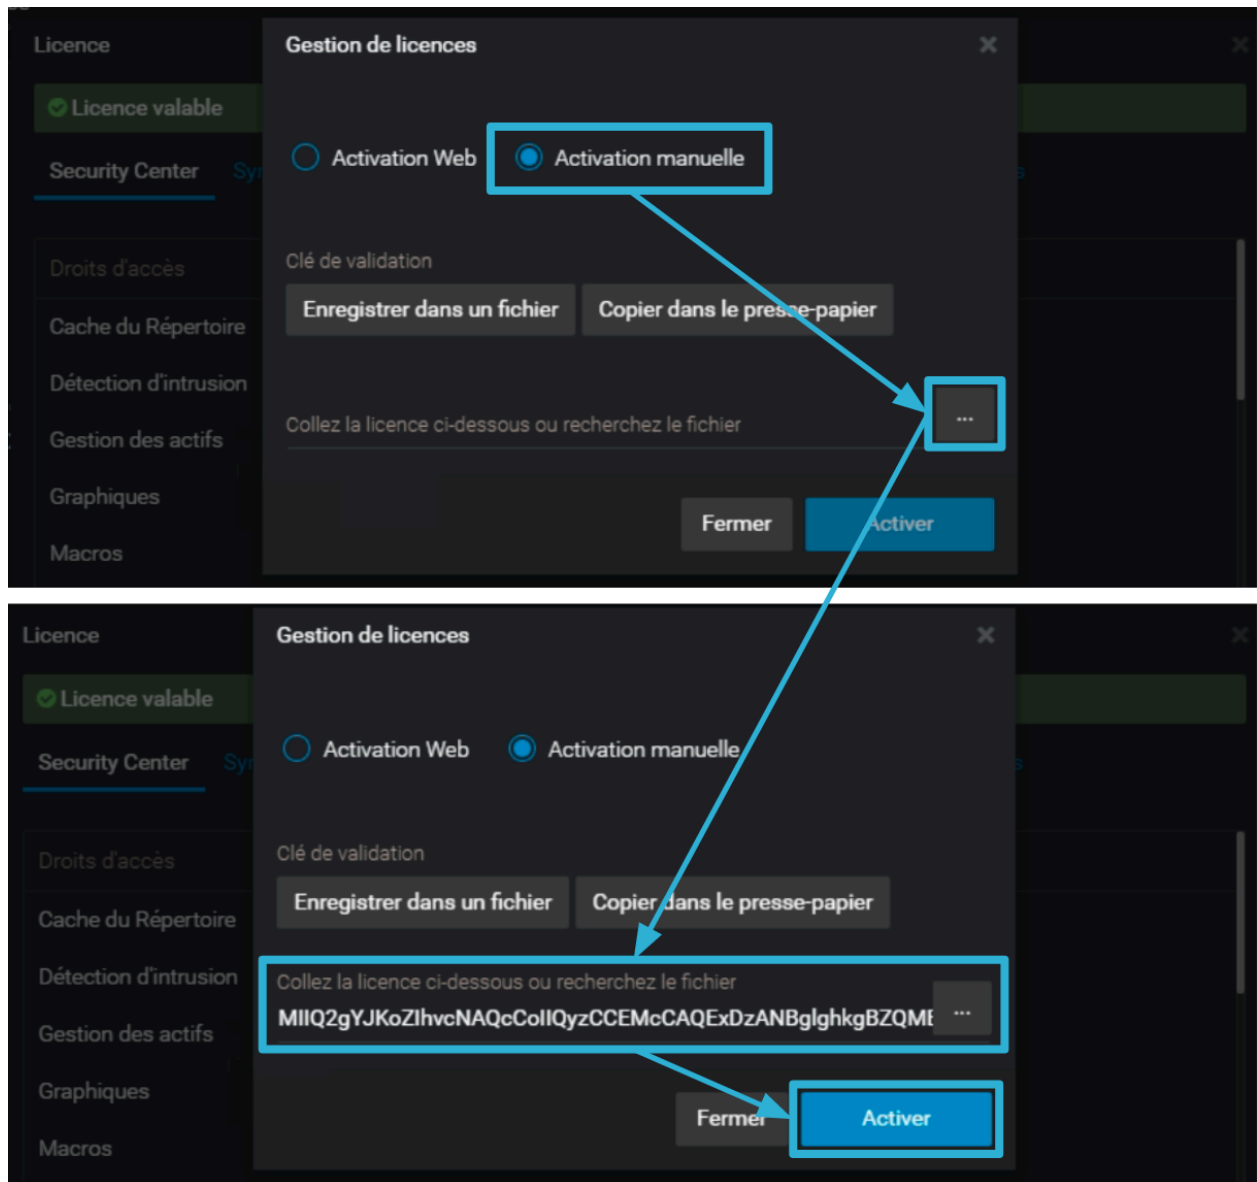 Licence
Gestion de licences
Licence valable
Activation Web
Activation manuelle
Security Center
Droits d'accès
Clé de validation
Cache du Répertoire
Enregistrer dans un fichier
Copier dans le presse-papier
Détection d'intrusion
Gestion des actifs
Collez la licence ci-dessous ou recherchez le fichier
...
Graphiques
Fermer
Activer
Macros
Licence
Gestion de licences
Licence valable
Activation Web
Activation manuelle
Security Center
Droits d'accès
Clé de validation
Cache du Répertoire
Enregistrer dans un fichier
Copier dans le presse-papier
Détection d'intrusion
Collez la licence ci-dessous ou recherchez le fichier
Gestion des actifs
...
Graphiques
Fermer
Activer
Macros